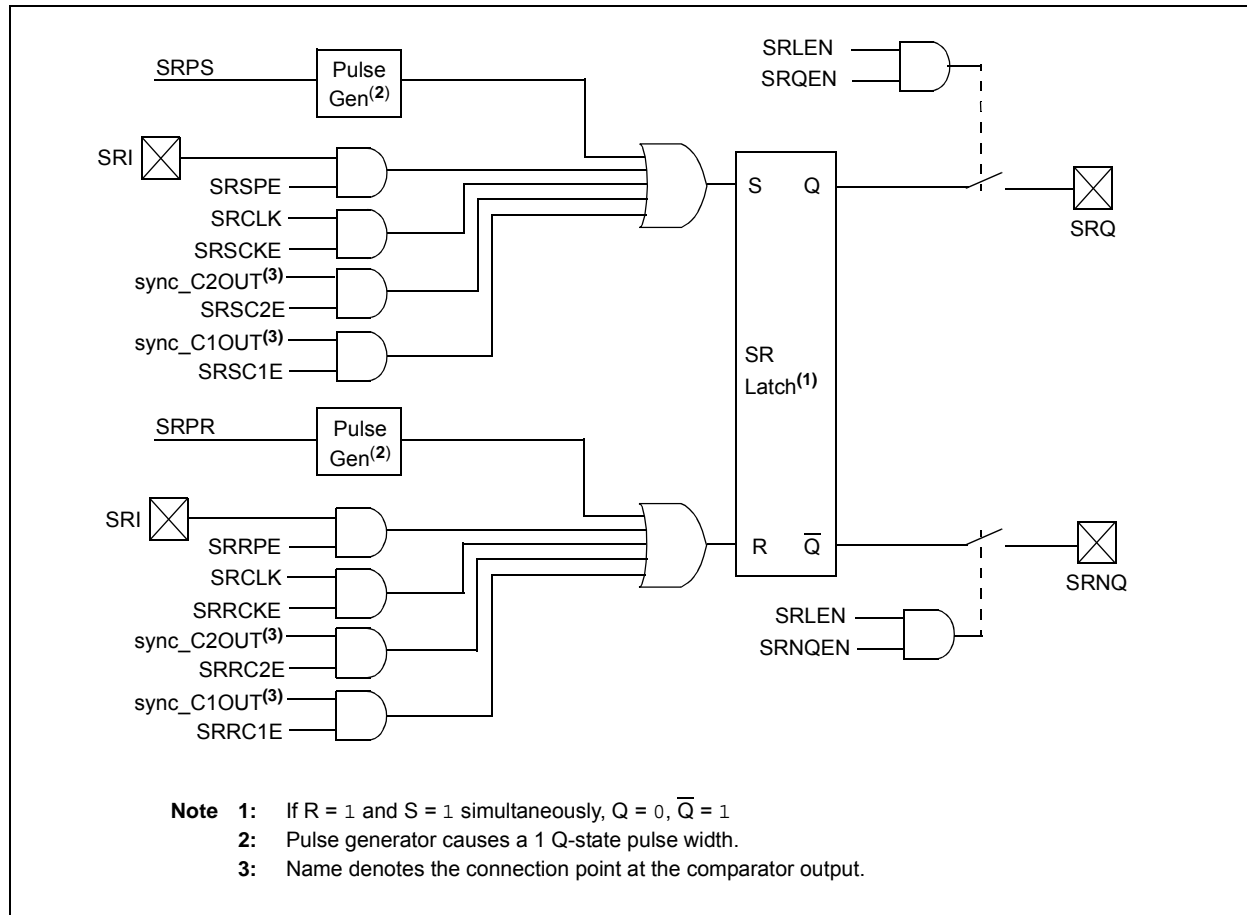 SRPS
Pulse
Gen(2)
SRI
SRSPE
SRCLK
SRSCKE
sync_C2OUT(3)
SRSC2E
sync_C1OUT(3)
SRSC1E
SRLEN
SRQEN
S Q
SRQ
SR
Latch(1)
SRPR
Pulse
Gen(2)
SRI
SRRPE
SRCLK
SRRCKE
sync_C2OUT(3)
SRRC2E
sync_C1OUT(3)
SRRC1E
R Q̅
SRNQ
SRLEN
SRNQEN
Note 1: If R = 1 and S = 1 simultaneously, Q = 0, Q̅ = 1
2: Pulse generator causes a 1 Q-state pulse width.
3: Name denotes the connection point at the comparator output.